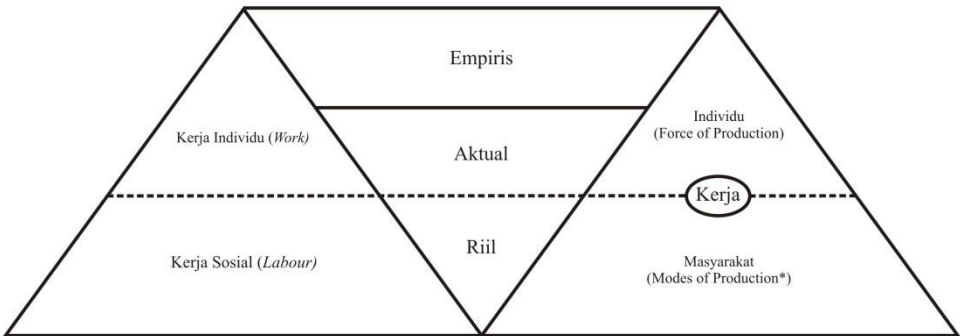 Empiris
Kerja Individu (Work)
Aktual
Individu
(Force of Production)
Kerja
Kerja Sosial (Labour)
Riil
Masyarakat
(Modes of Production*)